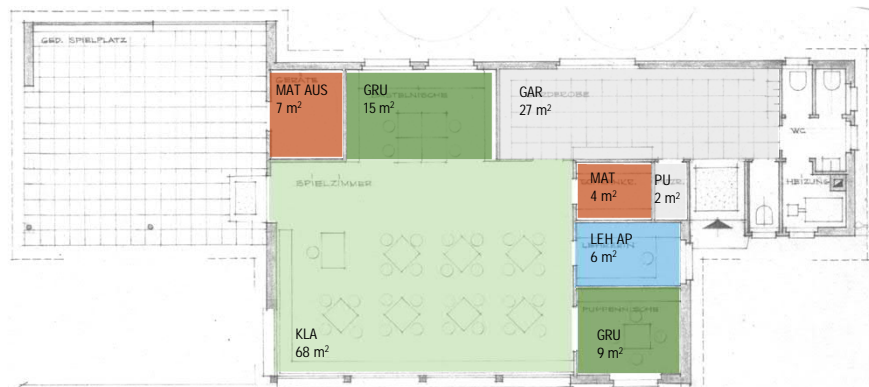 GED. SPIELPLATZ
GERÄTE
MAT AUS
7 m²
GRU
15 m²
GAR
27 m²
WC
SPIELZIMMER
MAT
4 m²
PU
2 m²
HEIZUNG
LEH AP
6 m²
KLA
68 m²
GRU
9 m²